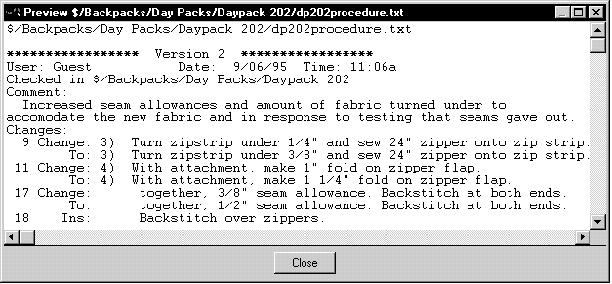 Preview $/Backpacks/Day Packs/Daypack 202/dp202procedure.txt
$/Backpacks/Day Packs/Daypack 202/dp202procedure.txt
***************** Version 2 *****************
User: Guest Date: 9/06/95 Time: 11:06a
Checked in $/Backpacks/Day Packs/Daypack 202
Comment:
Increased seam allowances and amount of fabric turned under to
accomodate the new fabric and in response to testing that seams gave out.
Changes:
9 Change: 3) Turn zipstrip under 1/4" and sew 24" zipper onto zip strip.
To: 3) Turn zipstrip under 3/8" and sew 24" zipper onto zip strip.
11 Change: 4) With attachment, make 1" fold on zipper flap.
To: 4) With attachment, make 1 1/4" fold on zipper flap.
17 Change: together, 3/8" seam allowance. Backstitch at both ends.
To: together, 1/2" seam allowance. Backstitch at both ends.
18 Ins: Backstitch over zippers.
Close